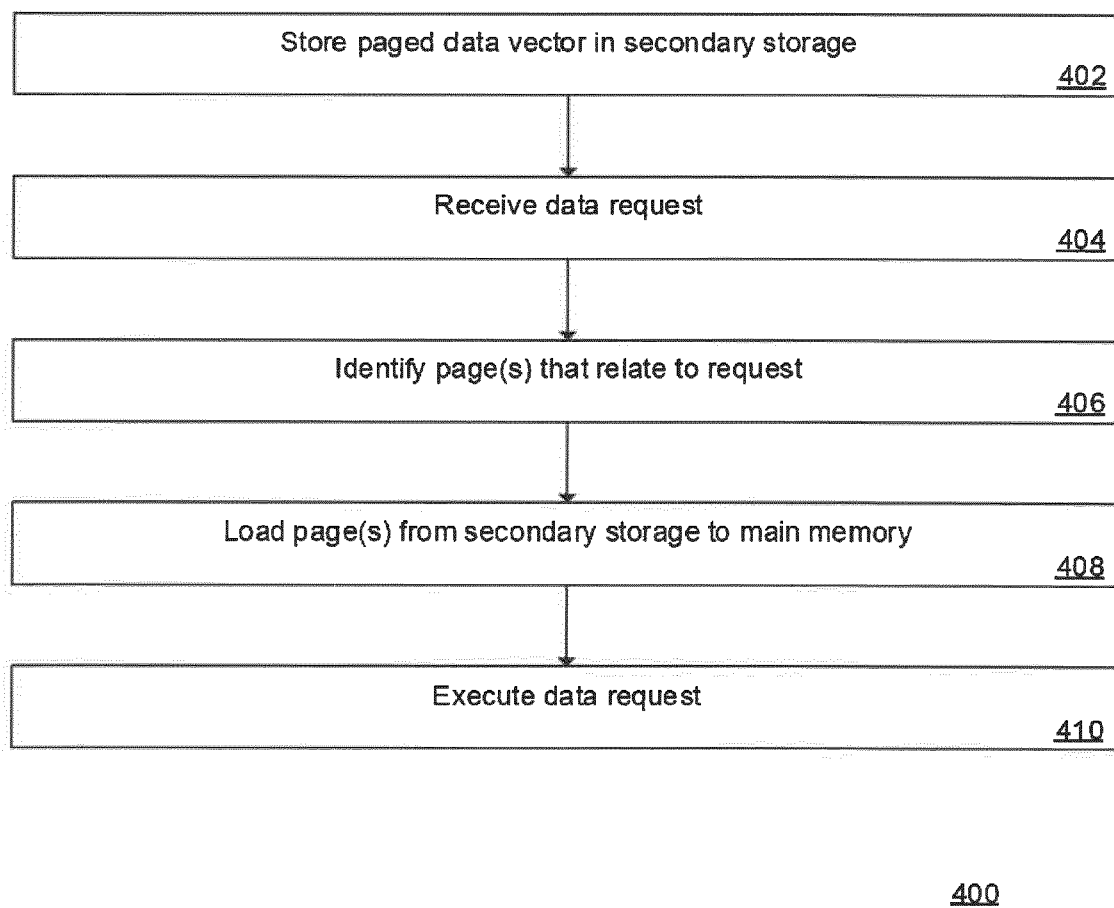 Store paged data vector in secondary storage
402
Receive data request
404
Identify page(s) that relate to request
406
Load page(s) from secondary storage to main memory
408
Execute data request
410
400